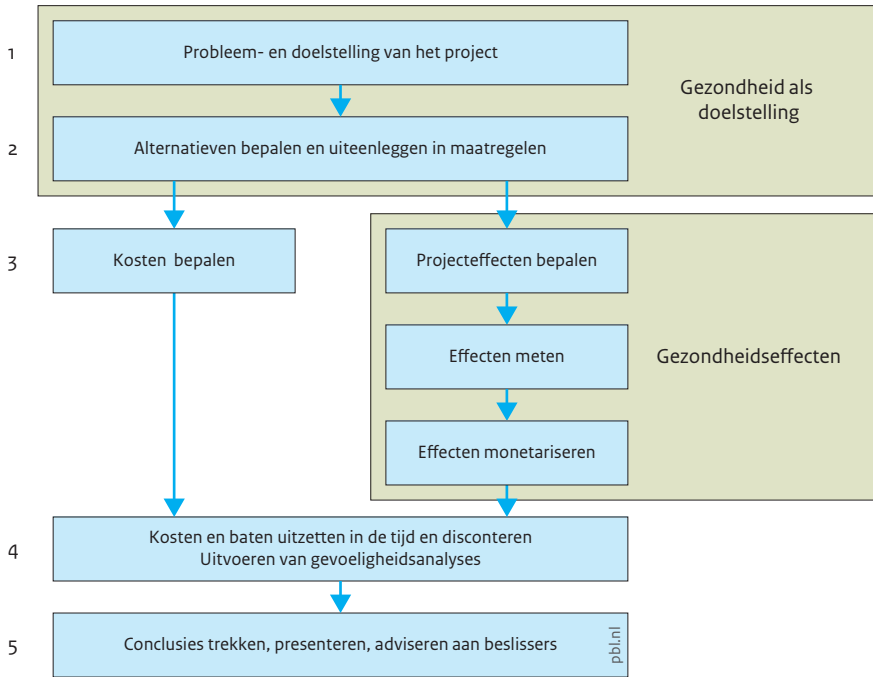 1
Probleem- en doelstelling van het project
Gezondheid als
doelstelling
2
Alternatieven bepalen en uiteenleggen in maatregelen
3
Kosten bepalen
Projecteffecten bepalen
Effecten meten
Gezondheidseffecten
Effecten monetariseren
4
Kosten en baten uitzetten in de tijd en disconteren
Uitvoeren van gevoeligheidsanalyses
5
Conclusies trekken, presenteren, adviseren aan beslissers
pbl.nl